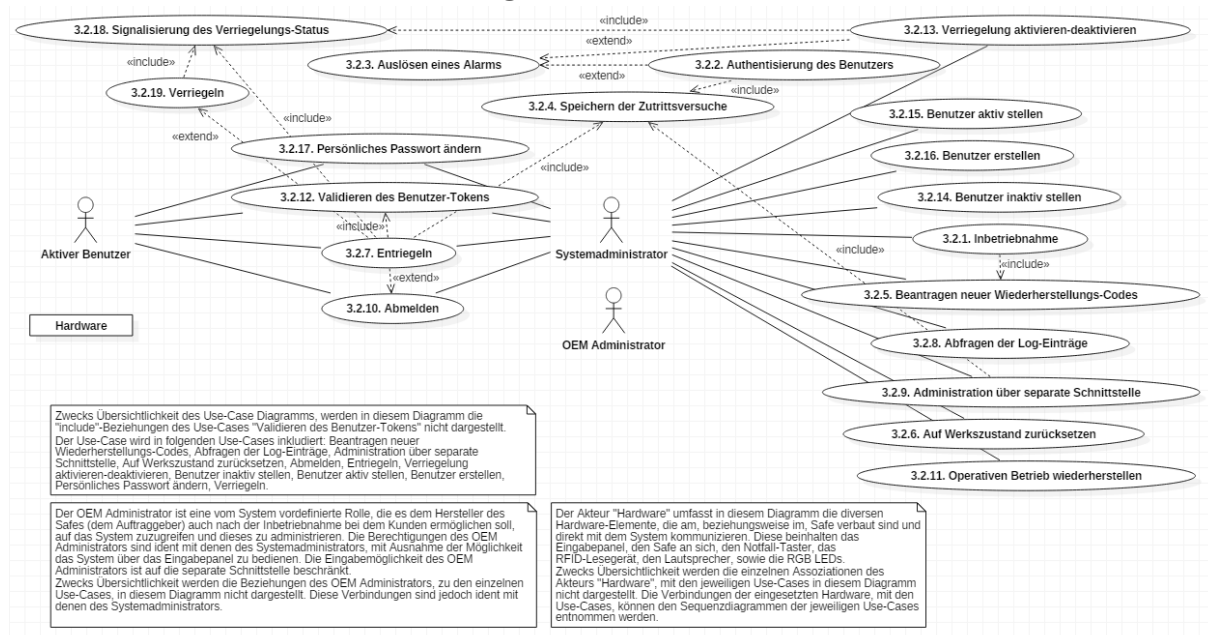 «include»
3.2.18. Signalisierung des Verriegelungs-Status
3.2.13. Verriegelung aktivieren-deaktivieren
«extend»
«include»
3.2.3. Auslösen eines Alarms
3.2.2. Authentisierung des Benutzers
«extend»
3.2.19. Verriegeln
«include»
3.2.4. Speichern der Zutrittsversuche
«include»
3.2.15. Benutzer aktiv stellen
«extend»
3.2.17. Persönliches Passwort ändern
3.2.16. Benutzer erstellen
«include»
3.2.12. Validieren des Benutzer-Tokens
3.2.14. Benutzer inaktiv stellen
«include»
3.2.1. Inbetriebnahme
«include»
Aktiver Benutzer
3.2.7. Entriegeln
Systemadministrator
«include»
«extend»
3.2.5. Beantragen neuer Wiederherstellungs-Codes
3.2.10. Abmelden
Hardware
OEM Administrator
3.2.8. Abfragen der Log-Einträge
3.2.9. Administration über separate Schnittstelle
3.2.6. Auf Werkszustand zurücksetzen
3.2.11. Operativen Betrieb wiederherstellen
Zwecks Übersichtlichkeit des Use-Case Diagramms, werden in diesem Diagramm die
"include"-Beziehungen des Use-Cases "Validieren des Benutzer-Tokens" nicht dargestellt.
Der Use-Case wird in folgenden Use-Cases inkludiert: Beantragen neuer
Wiederherstellungs-Codes, Abfragen der Log-Einträge, Administration über separate
Schnittstelle, Auf Werkszustand zurücksetzen, Abmelden, Entriegeln, Verriegelung
aktivieren-deaktivieren, Benutzer inaktiv stellen, Benutzer aktiv stellen, Benutzer erstellen,
Persönliches Passwort ändern, Verriegeln.
Der OEM Administrator ist eine vom System vordefinierte Rolle, die es dem Hersteller des
Safes (dem Auftraggeber) auch nach der Inbetriebnahme bei dem Kunden ermöglichen soll,
auf das System zuzugreifen und dieses zu administrieren. Die Berechtigungen des OEM
Administrators sind ident mit denen des Systemadministrators, mit Ausnahme der Möglichkeit
das System über das Eingabepanel zu bedienen. Die Eingabemöglichkeit des OEM
Administrators ist auf die separate Schnittstelle beschränkt.
Zwecks Übersichtlichkeit werden die Beziehungen des OEM Administrators, zu den einzelnen
Use-Cases, in diesem Diagramm nicht dargestellt. Diese Verbindungen sind jedoch ident mit
denen des Systemadministrators.
Der Akteur "Hardware" umfasst in diesem Diagramm die diversen
Hardware-Elemente, die am, beziehungsweise im, Safe verbaut sind und
direkt mit dem System kommunizieren. Diese beinhalten das
Eingabepanel, den Safe an sich, den Notfall-Taster, das
RFID-Lesegerät, den Lautsprecher, sowie die RGB LEDs.
Zwecks Übersichtlichkeit werden die einzelnen Assoziationen des
Akteurs "Hardware", mit den jeweiligen Use-Cases in diesem Diagramm
nicht dargestellt. Die Verbindungen der eingesetzten Hardware, mit den
Use-Cases, können den Sequenzdiagrammen der jeweiligen Use-Cases
entnommen werden.